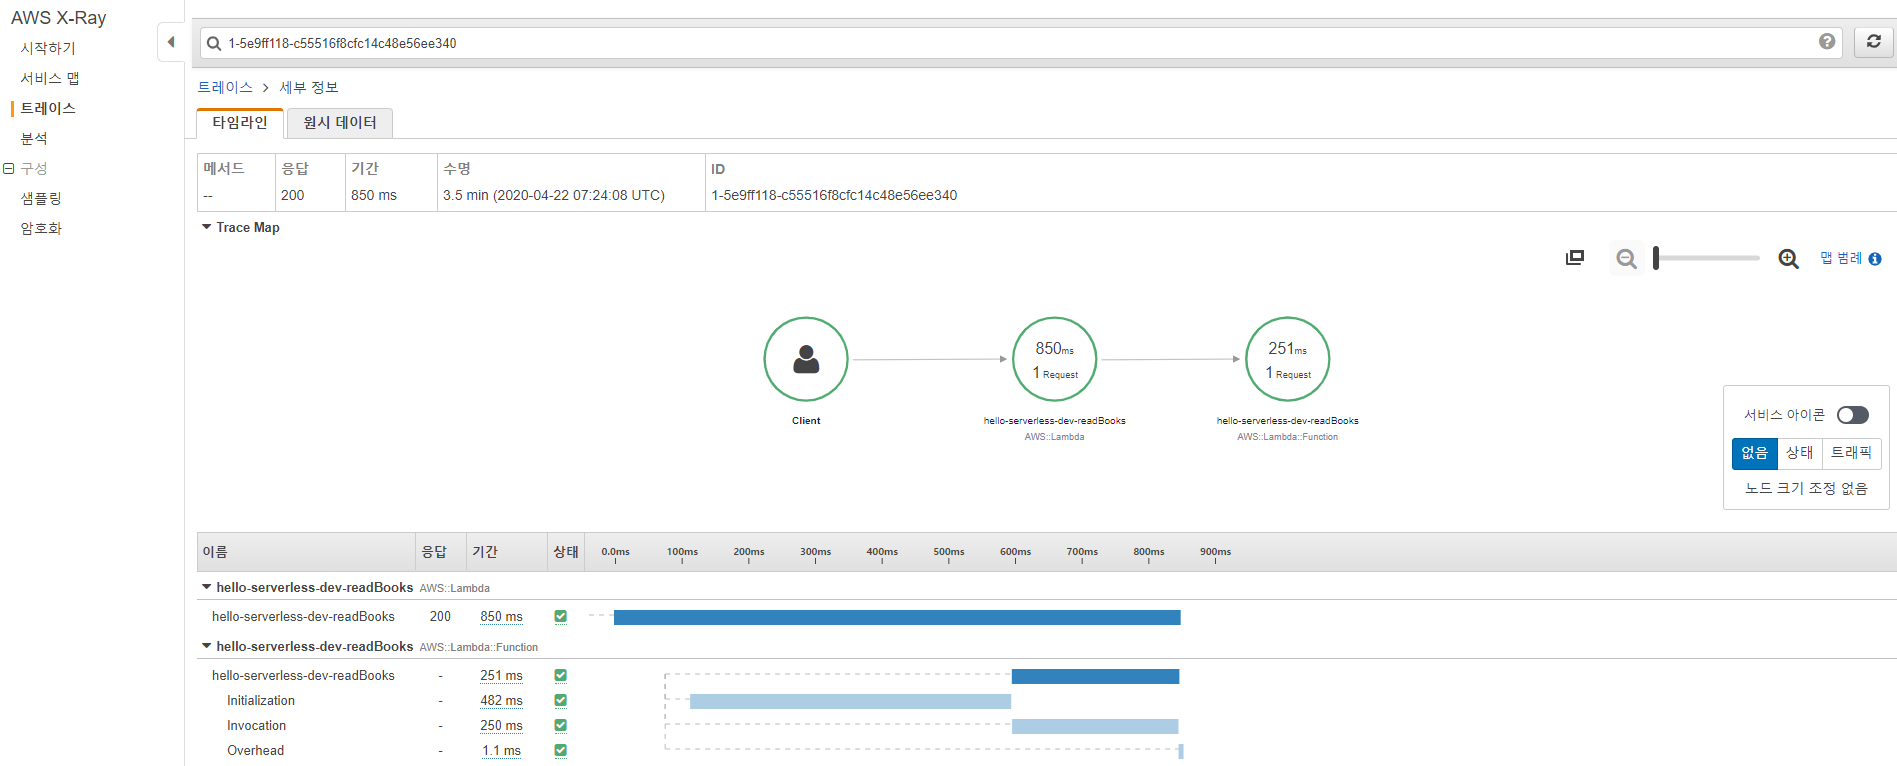 AWS X-Ray
시작하기
서비스 맵
트레이스
분석
구성
샘플링
암호화
1-5e9ff118-c55516f8cfc14c48e56ee340
트레이스 > 세부 정보
타임라인 원시 데이터
메서드 응답 기간 수명 ID
-- 200 850 ms 3.5 min (2020-04-22 07:24:08 UTC) 1-5e9ff118-c55516f8cfc14c48e56ee340
Trace Map
맵 범례
850ms
1 Request
251ms
1 Request
Client
hello-serverless-dev-readBooks
AWS::Lambda
hello-serverless-dev-readBooks
AWS::Lambda::Function
서비스 아이콘
없음 상태 트래픽
노드 크기 조정 없음
이름 응답 기간 상태 0.0ms 100ms 200ms 300ms 400ms 500ms 600ms 700ms 800ms 900ms
hello-serverless-dev-readBooks AWS::Lambda
hello-serverless-dev-readBooks 200 850 ms
hello-serverless-dev-readBooks AWS::Lambda::Function
hello-serverless-dev-readBooks - 251 ms
Initialization - 482 ms
Invocation - 250 ms
Overhead - 1.1 ms